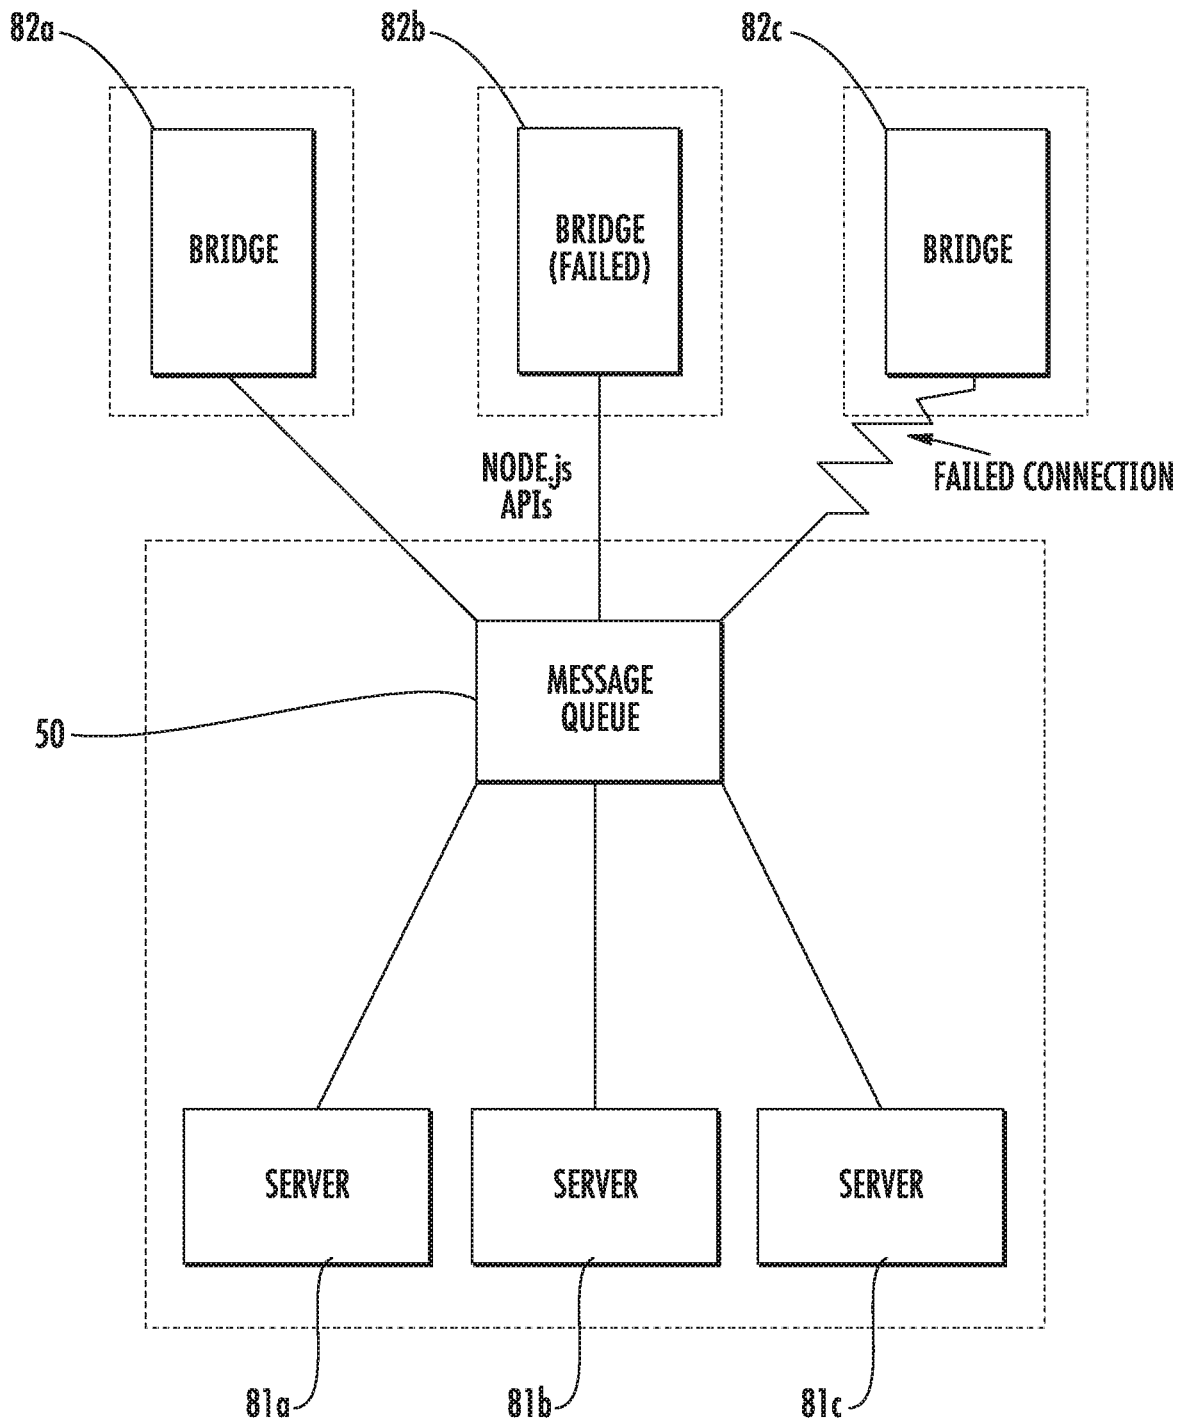 82a
82b
82c
BRIDGE
BRIDGE
(FAILED)
BRIDGE
NODE.js
APIs
FAILED CONNECTION
MESSAGE
QUEUE
50
SERVER
SERVER
SERVER
81a
81b
81c